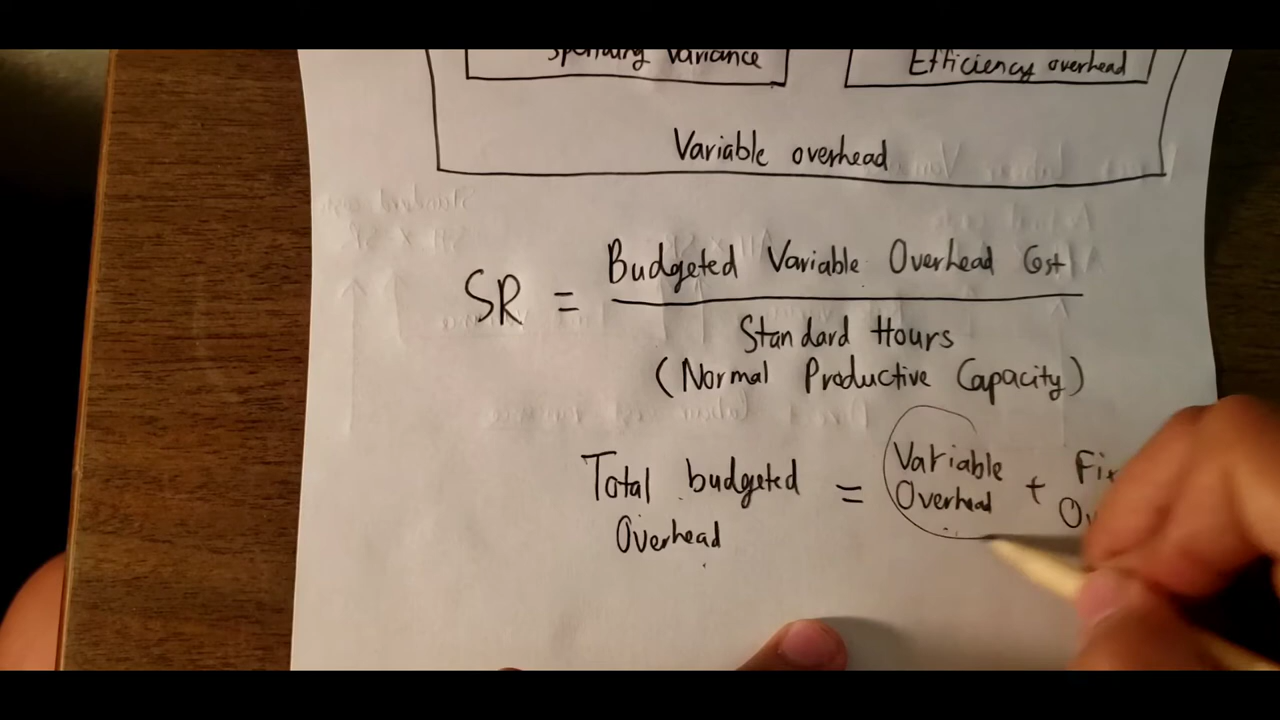 Spending Variance
Efficiency overhead
Variable overhead
SR = Budgeted Variable Overhead Cost
Standard Hours
(Normal Productive Capacity)
Total budgeted = Variable +
Overhead Overhead